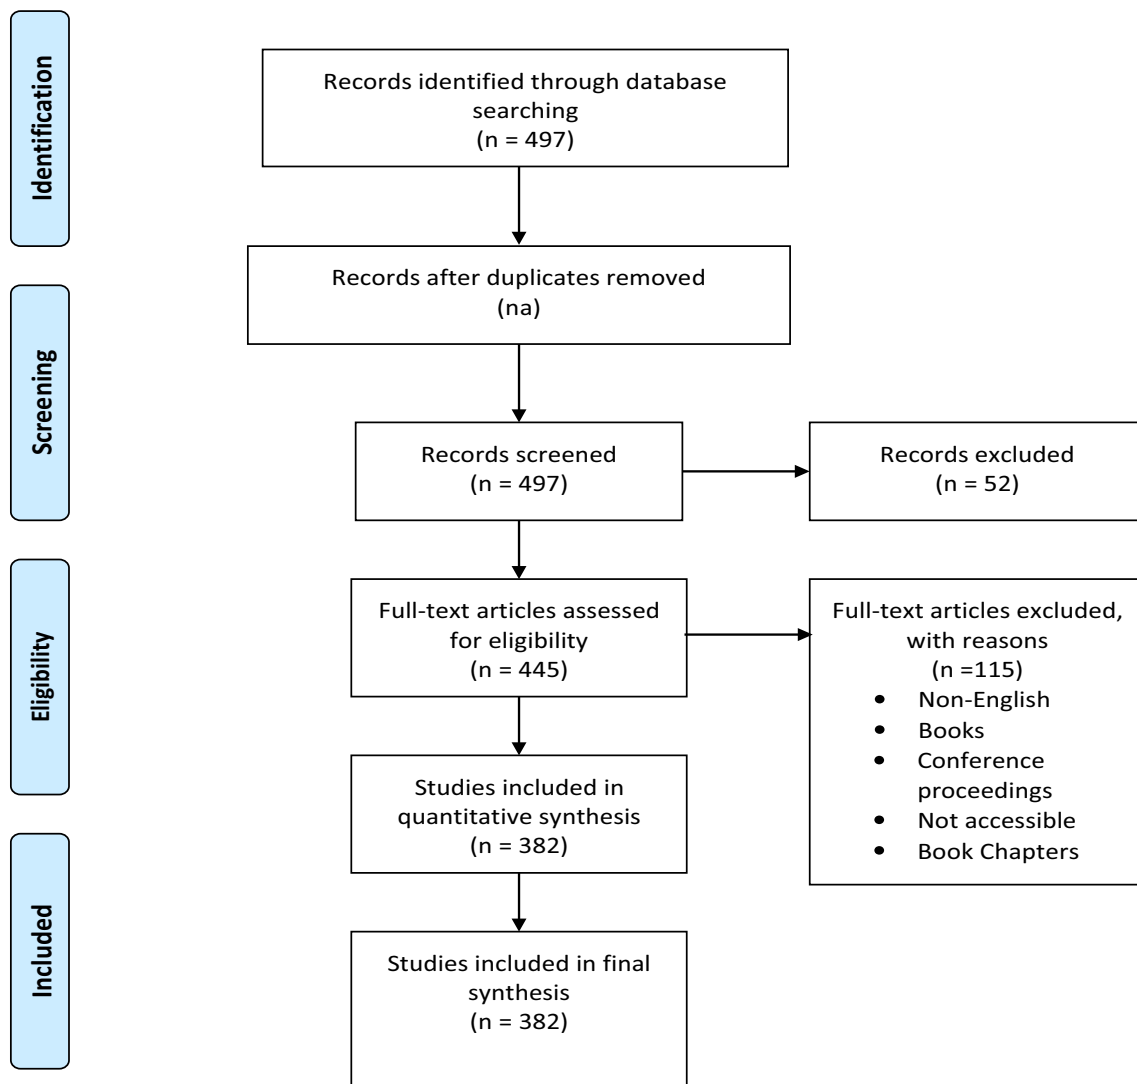 Identification
Records identified through database
searching
(n = 497)
Records after duplicates removed
(na)
Screening
Records screened
(n = 497)
Records excluded
(n = 52)
Eligibility
Full-text articles assessed
for eligibility
(n = 445)
Full-text articles excluded,
with reasons
(n =115)
• Non-English
• Books
• Conference
proceedings
• Not accessible
• Book Chapters
Studies included in
quantitative synthesis
(n = 382)
Included
Studies included in final
synthesis
(n = 382)